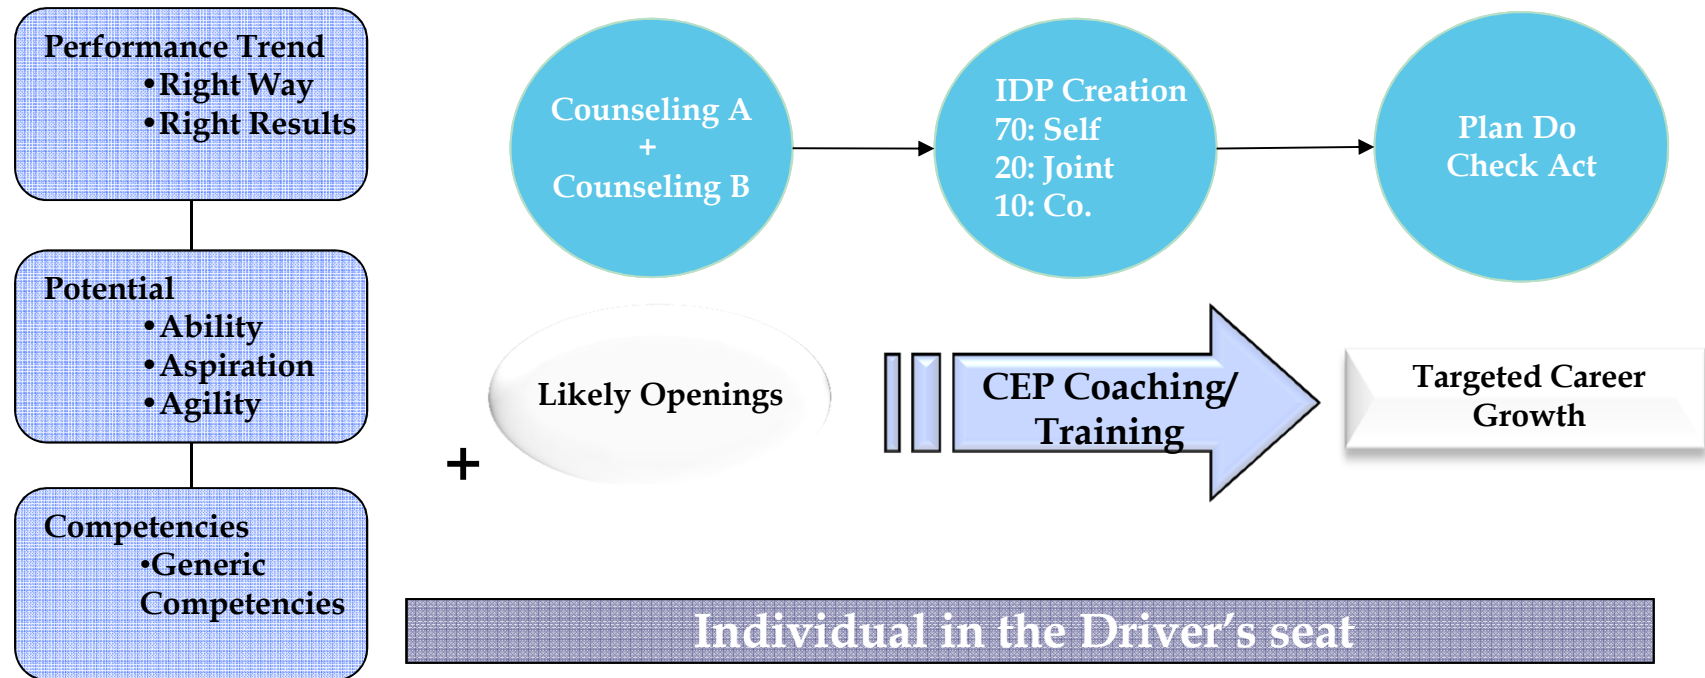 Performance Trend
•Right Way
•Right Results
Potential
•Ability
•Aspiration
•Agility
Competencies
•Generic
Competencies
Counseling A
+
Counseling B
IDP Creation
70: Self
20: Joint
10: Co.
Plan Do
Check Act
+
Likely Openings
CEP Coaching/
Training
Targeted Career
Growth
Individual in the Driver’s seat